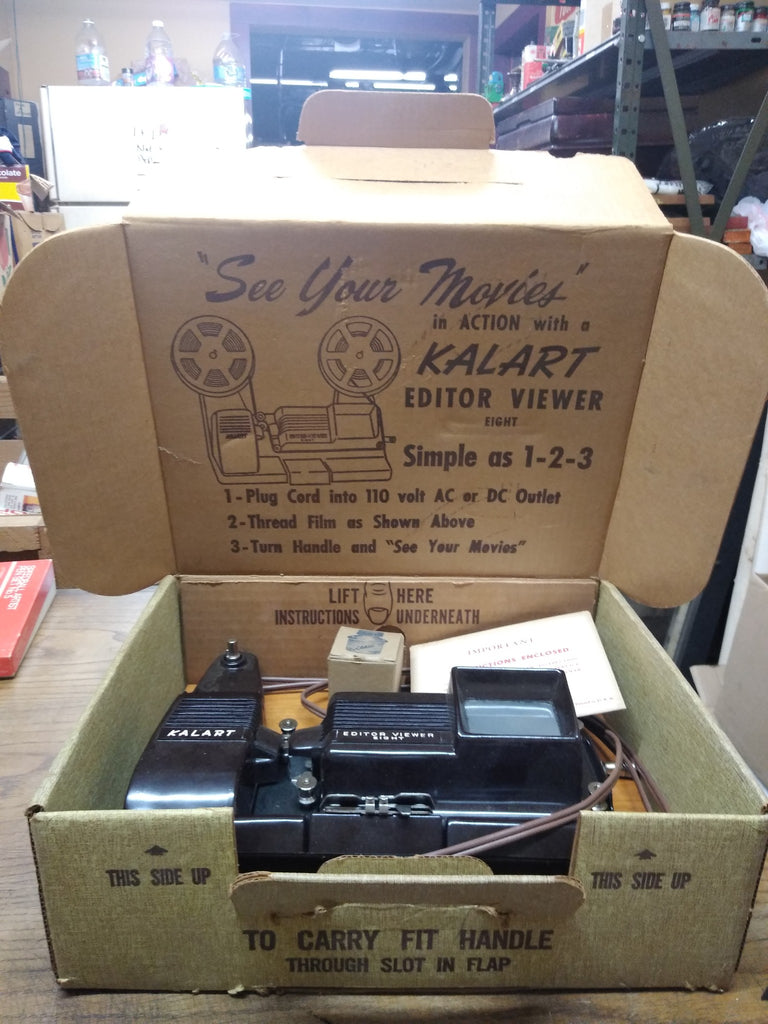 "See Your Movies"
in ACTION with a
KALART
EDITOR VIEWER
EIGHT
Simple as 1-2-3
1-Plug Cord into 110 volt AC or DC Outlet
2-Thread Film as Shown Above
3-Turn Handle and "See Your Movies"
LIFT HERE
INSTRUCTIONS UNDERNEATH
IMPORTANT
ENCLOSED
KALART
EDITOR VIEWER
EIGHT
THIS SIDE UP
THIS SIDE UP
TO CARRY FIT HANDLE
THROUGH SLOT IN FLAP